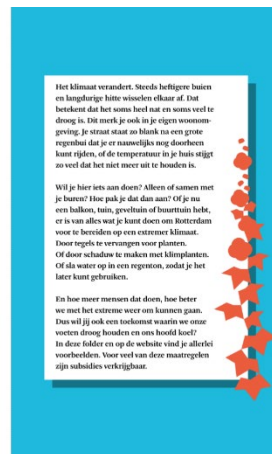 Het klimaat verandert. Steeds heftigere buien
en langdurige hitte wisselen elkaar af. Dat
betekent dat het soms heel nat en soms veel te
droog is. Dit merk je ook in je eigen woonom-
geving. Je straat staat zo blank na een grote
regenbui dat je er nauwelijks nog doorheen
kunt rijden, of de temperatuur in je huis stijgt
zo veel dat het niet meer uit te houden is.
Wil je hier iets aan doen? Alleen of samen met
je buren? Hoe pak je dat dan aan? Of je nu
een balkon, tuin, geveltuin of buurttuin hebt,
er is van alles wat je kunt doen om Rotterdam
voor te bereiden op een extremer klimaat.
Door tegels te vervangen voor planten.
Of door schaduw te maken met klimplanten.
Of sla water op in een regenton, zodat je het
later kunt gebruiken.
En hoe meer mensen dat doen, hoe beter
we met het extreme weer om kunnen gaan.
Dus wil jij ook een toekomst waarin we onze
voeten droog houden en ons hoofd koel?
In deze folder en op de website vind je allerlei
voorbeelden. Voor veel van deze maatregelen
zijn subsidies verkrijgbaar.